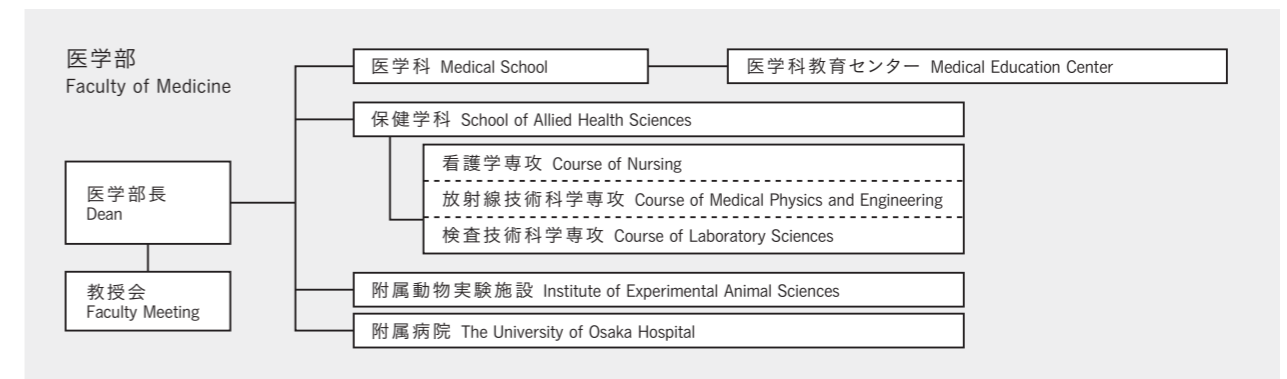 医学部
Faculty of Medicine
医学部長
Dean
教授会
Faculty Meeting
医学科 Medical School
医学科教育センター Medical Education Center
保健学科 School of Allied Health Sciences
看護学専攻 Course of Nursing
放射線技術科学専攻 Course of Medical Physics and Engineering
検査技術科学専攻 Course of Laboratory Sciences
附属動物実験施設 Institute of Experimental Animal Sciences
附属病院 The University of Osaka Hospital